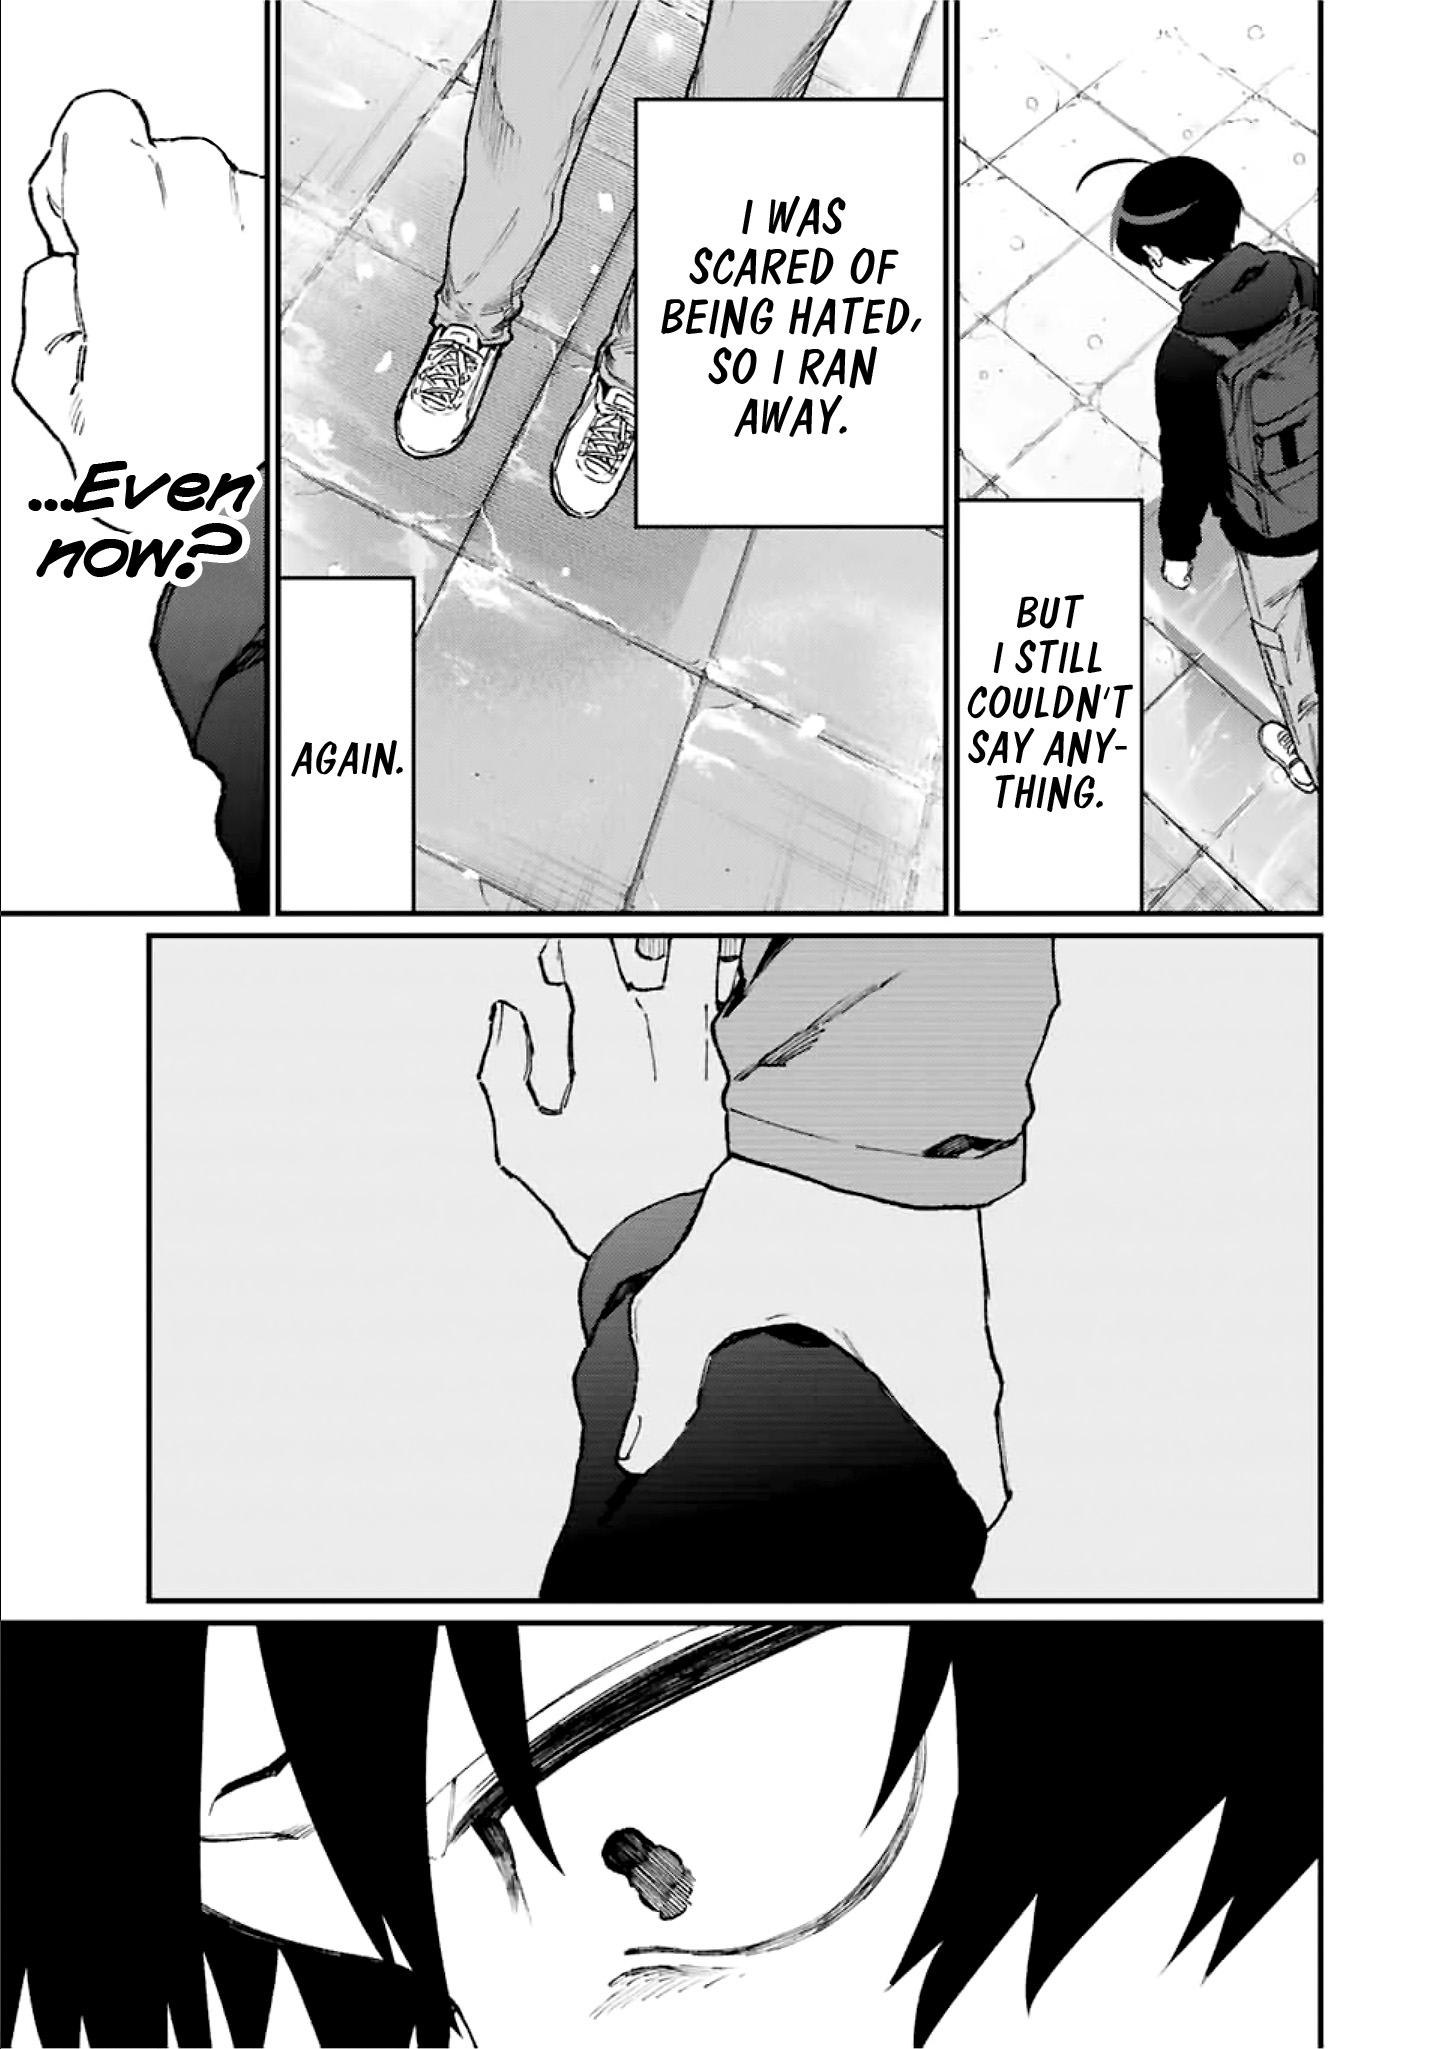 BUT
I STILL
COULDN'T
SAY ANY-
THING.
I WAS
SCARED OF
BEING HATED,
SO I RAN
AWAY.
AGAIN.
...Even
now?